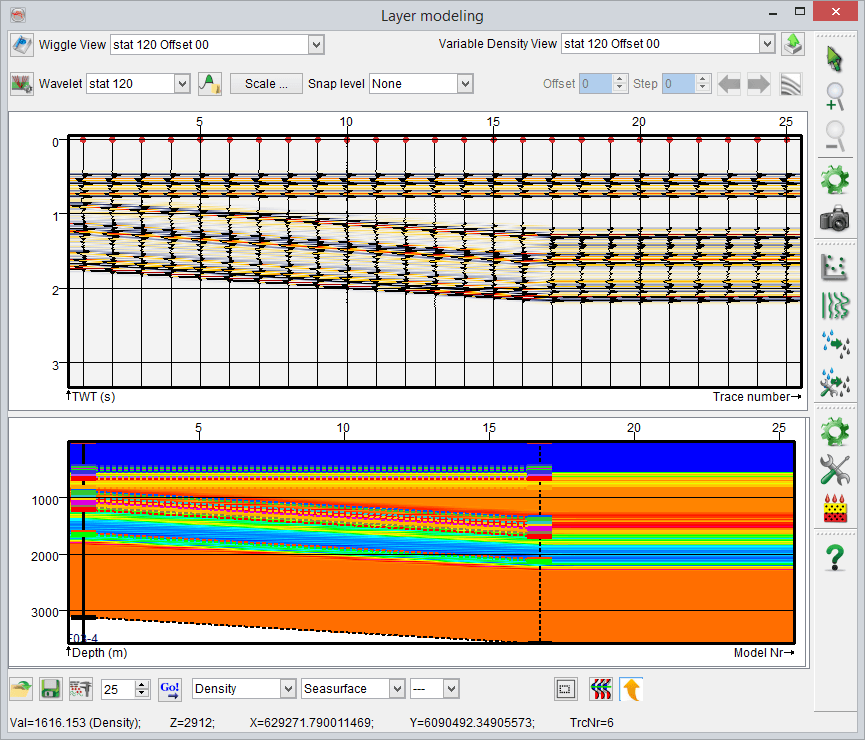 Layer modeling
Wiggle View stat 120 Offset 00 Variable Density View stat 120 Offset 00
Wavelet stat 120 Scale ... Snap level None Offset 0 Step 0
5 10 15 20 25
0
1
2
3
TWT (s) Trace number
5 10 15 20 25
1000
2000
3000
F03-4
Depth (m) Model Nr
25 Go! Density Seasurface ---
Val=1616.153 (Density); Z=2912; X=629271.790011469; Y=6090492.34905573; TrcNr=6